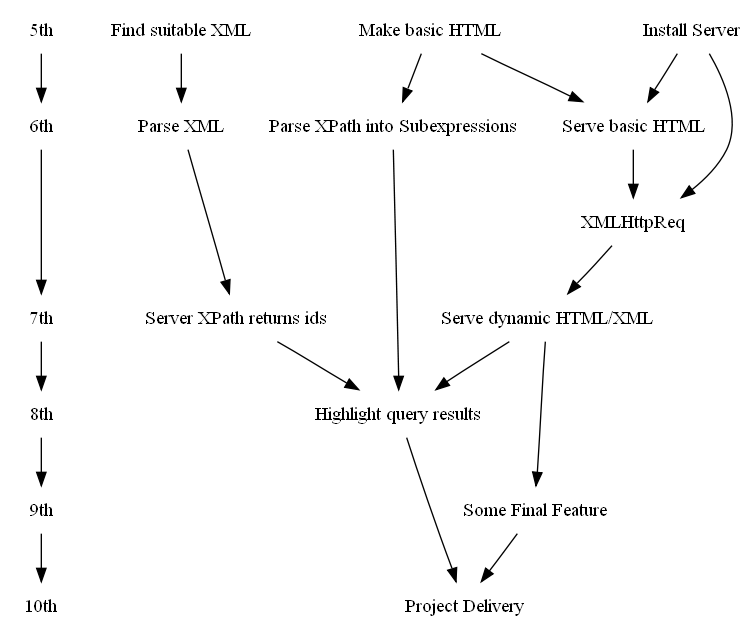 5th Find suitable XML Make basic HTML Install Server
6th Parse XML Parse XPath into Subexpressions Serve basic HTML
XMLHttpReq
7th Server XPath returns ids Serve dynamic HTML/XML
8th Highlight query results
9th Some Final Feature
10th Project Delivery